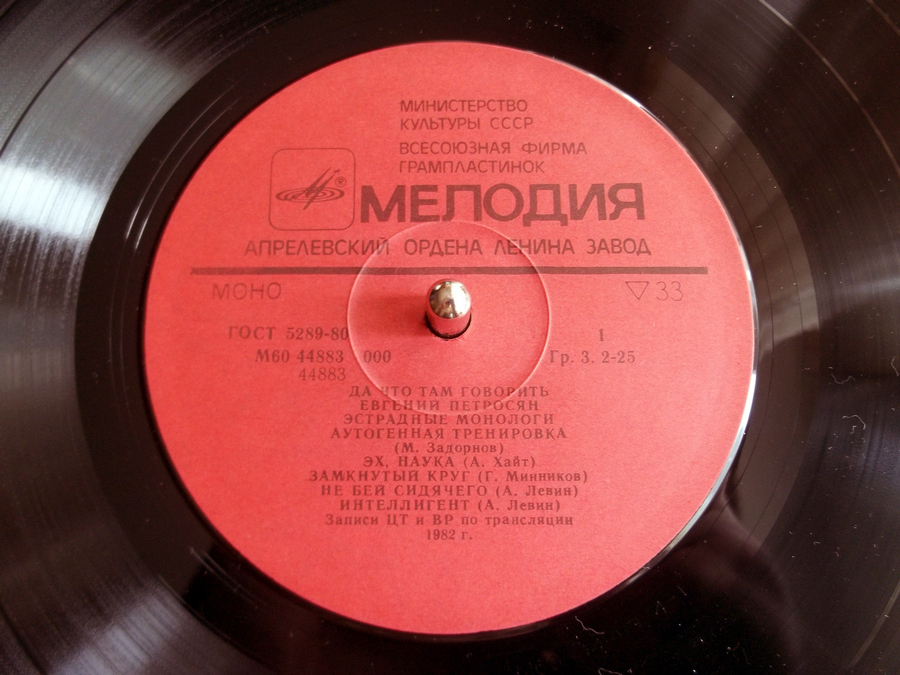 МИНИСТЕРСТВО
КУЛЬТУРЫ СССР
ВСЕСОЮЗНАЯ ФИРМА
ГРАМПЛАСТИНОК
®
МЕЛОДИЯ
АПРЕЛЕВСКИЙ ОРДЕНА ЛЕНИНА ЗАВОД
МОНО ▽ 33
ГОСТ 5289-80 1
М60 44883 000 Гр. 3. 2-25
44883
ДА ЧТО ТАМ ГОВОРИТЬ
ЕВГЕНИЙ ПЕТРОСЯН
ЭСТРАДНЫЕ МОНОЛОГИ
АУТОГЕННАЯ ТРЕНИРОВКА
(М. Задорнов)
ЭХ, НАУКА (А. Хайт)
ЗАМКНУТЫЙ КРУГ (Г. Минников)
НЕ БЕЙ СИДЯЧЕГО (А. Левин)
ИНТЕЛЛИГЕНТ (А. Левин)
Записи ЦТ и ВР по трансляции
1982 г.